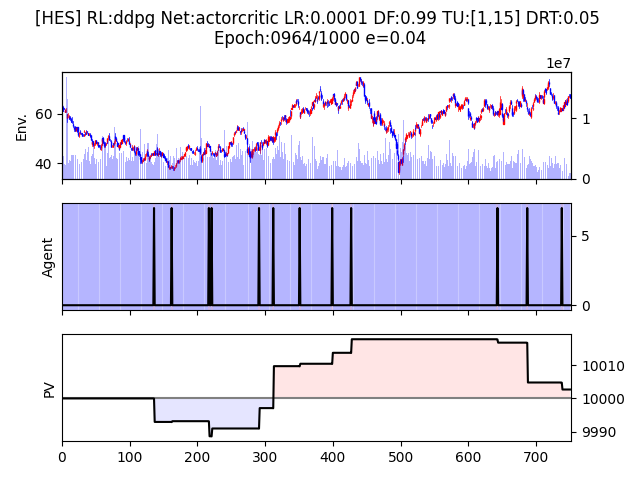 [HES] RL:ddpg Net:actorcritic LR:0.0001 DF:0.99 TU:[1,15] DRT:0.05
Epoch:0964/1000 e=0.04
1e7
Env.
60
40
1
0
Agent
5
0
PV
10010
10000
9990
0 100 200 300 400 500 600 700